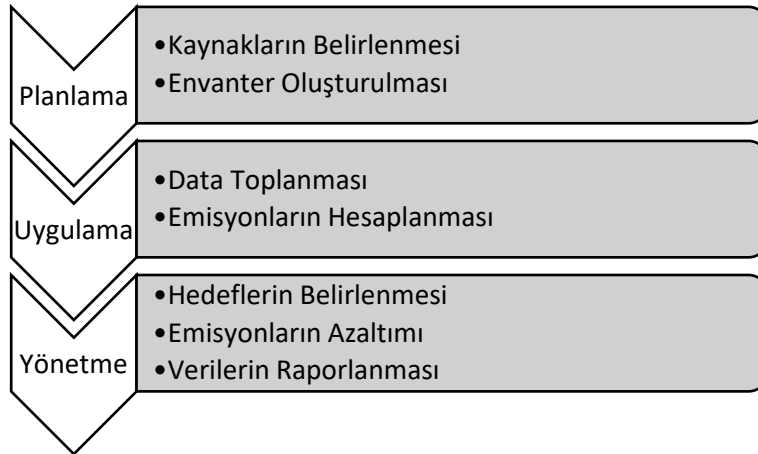 Planlama
•Kaynakların Belirlenmesi
•Envanter Oluşturulması
Uygulama
•Data Toplanması
•Emisyonların Hesaplanması
Yönetme
•Hedeflerin Belirlenmesi
•Emisyonların Azaltımı
•Verilerin Raporlanması